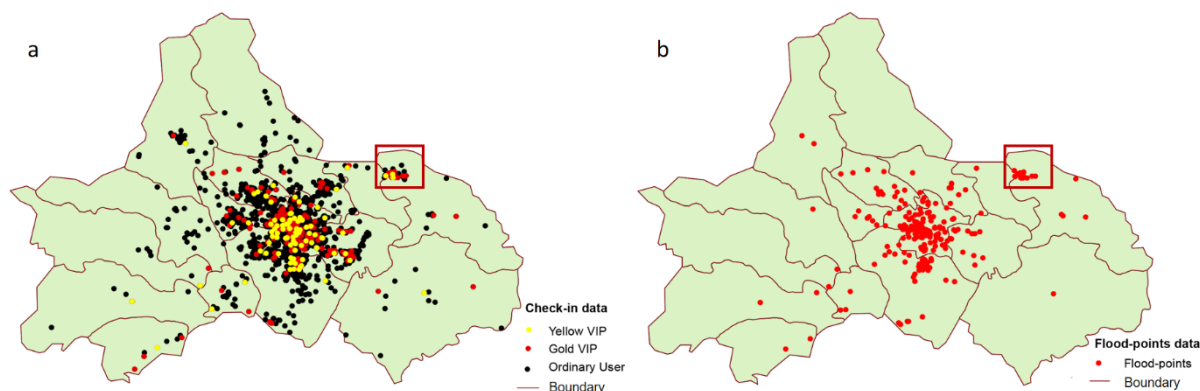 a
Check-in data
Yellow VIP
Gold VIP
Ordinary User
Boundary
b
Flood-points data
Flood-points
Boundary